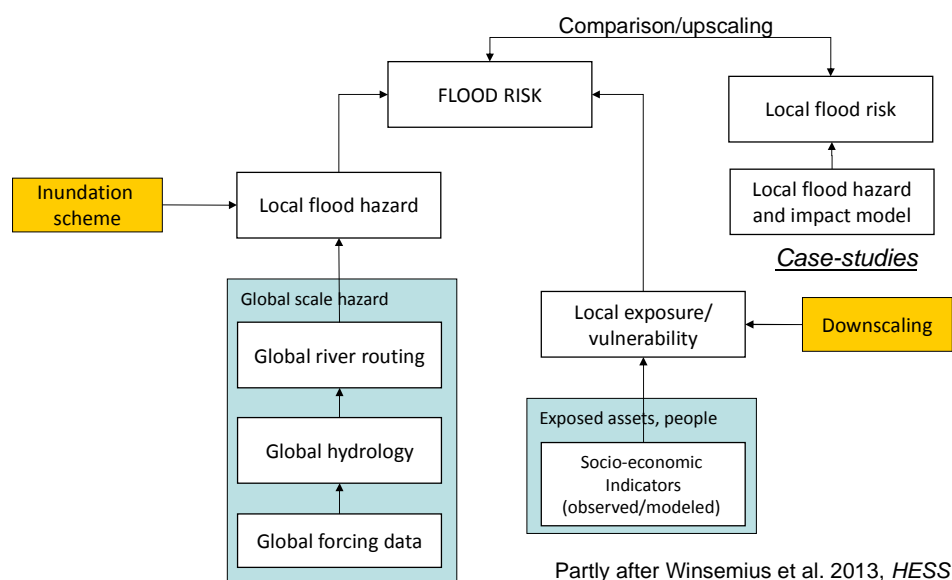 Comparison/upscaling
FLOOD RISK
Local flood risk
Inundation
scheme
Local flood hazard
Local flood hazard
and impact model
Case-studies
Global scale hazard
Global river routing
Global hydrology
Global forcing data
Local exposure/
vulnerability
Downscaling
Exposed assets, people
Socio-economic
Indicators
(observed/modeled)
Partly after Winsemius et al. 2013, HESS